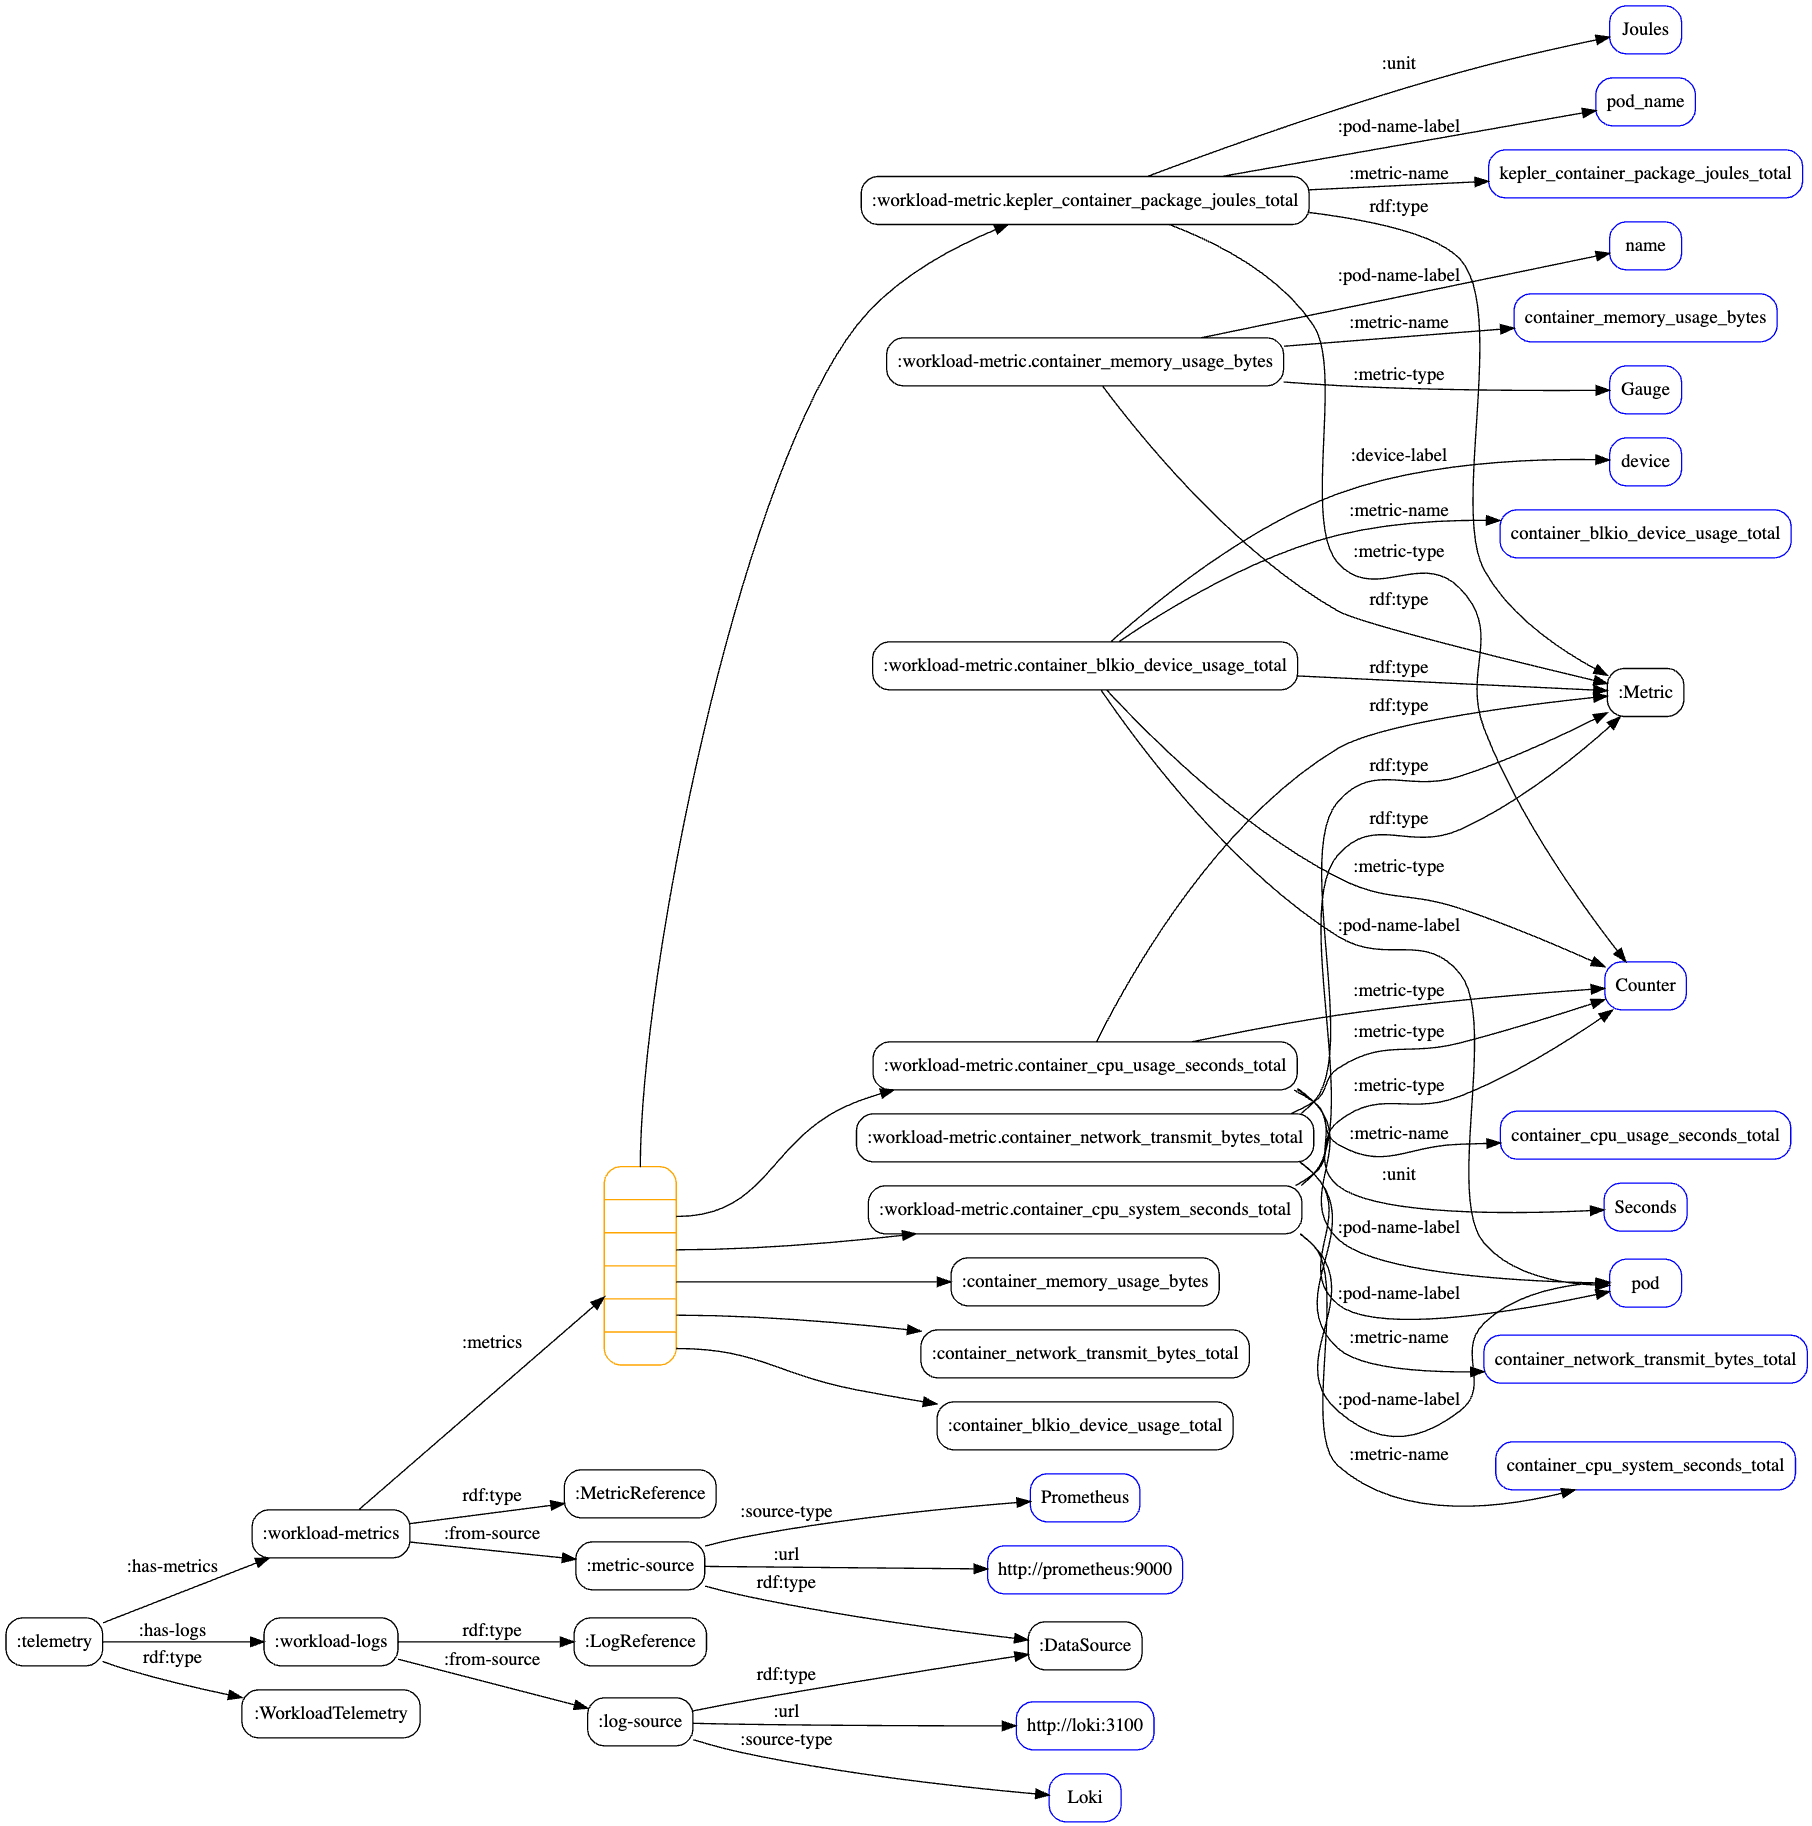 Joules
:unit
pod_name
:pod-name-label
:metric-name
kepler_container_package_joules_total
:workload-metric.kepler_container_package_joules_total
rdf:type
name
:pod-name-label
container_memory_usage_bytes
:metric-name
:workload-metric.container_memory_usage_bytes
:metric-type
Gauge
:device-label
device
:metric-name
container_blkio_device_usage_total
:metric-type
rdf:type
:workload-metric.container_blkio_device_usage_total
rdf:type
:Metric
rdf:type
rdf:type
rdf:type
:metric-type
:pod-name-label
Counter
:metric-type
:metric-type
:workload-metric.container_cpu_usage_seconds_total
:metric-type
:workload-metric.container_network_transmit_bytes_total
:metric-name
container_cpu_usage_seconds_total
:unit
:workload-metric.container_cpu_system_seconds_total
Seconds
:pod-name-label
:container_memory_usage_bytes
:pod-name-label
pod
:metrics
:metric-name
:container_network_transmit_bytes_total
container_network_transmit_bytes_total
:pod-name-label
:container_blkio_device_usage_total
:metric-name
container_cpu_system_seconds_total
rdf:type
:MetricReference
:source-type
Prometheus
:workload-metrics
:from-source
:has-metrics
:metric-source
:url
http://prometheus:9000
rdf:type
:telemetry
:has-logs
:workload-logs
rdf:type
:LogReference
:DataSource
rdf:type
:from-source
rdf:type
:WorkloadTelemetry
:log-source
:url
http://loki:3100
:source-type
Loki